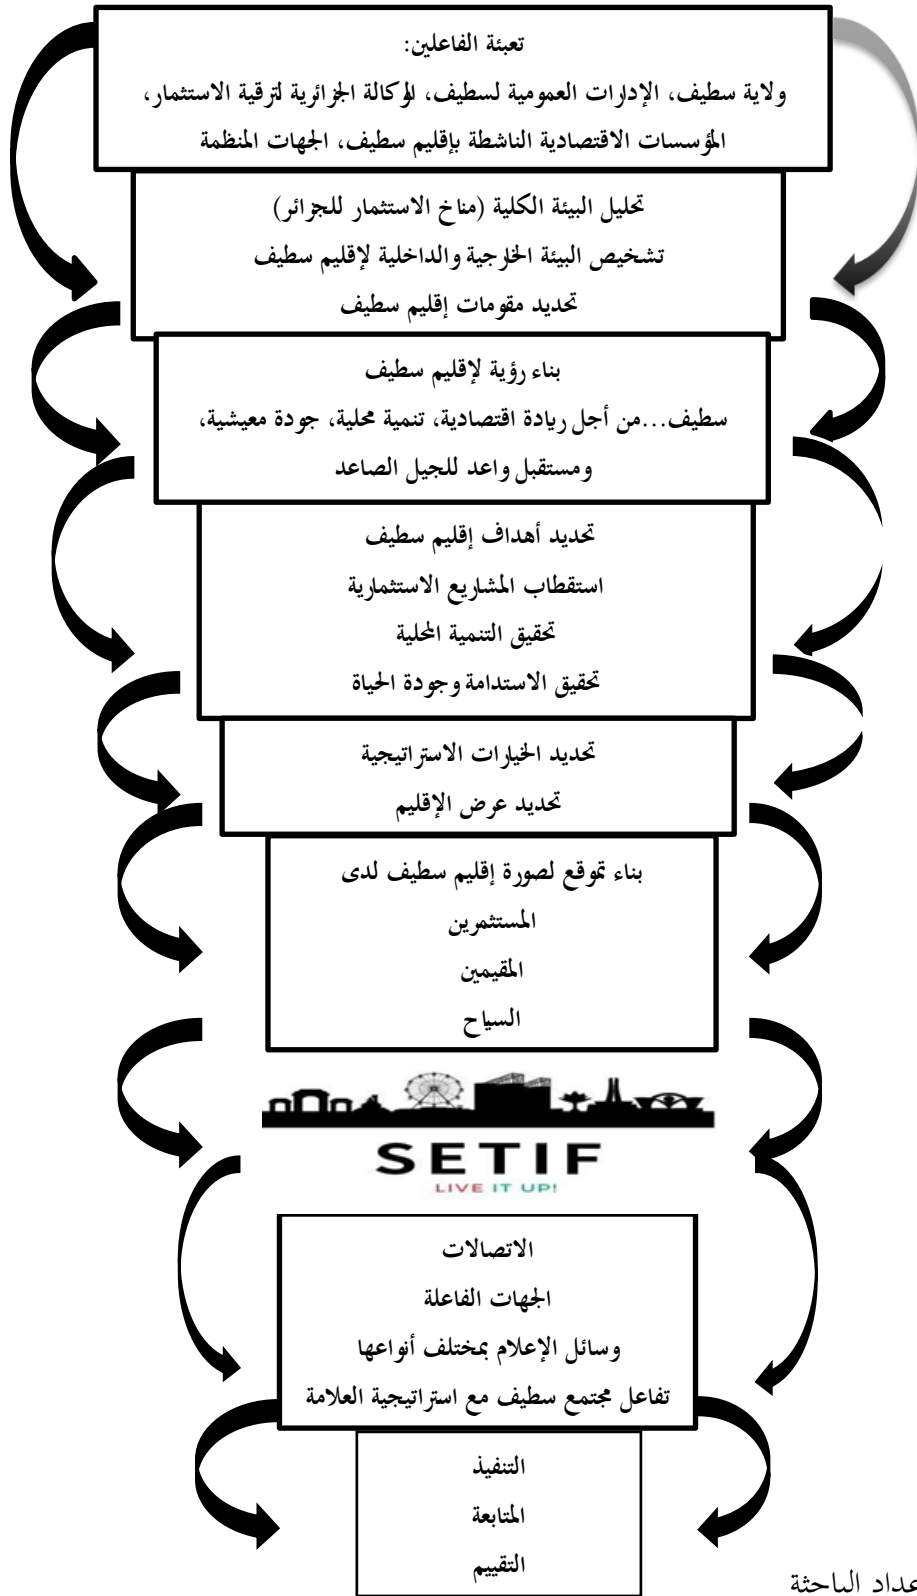 تعبئة الفاعلين:
ولاية سطيف، الإدارات العمومية لسطيف، الوكالة الجزائرية لترقية الاستثمار،
المؤسسات الاقتصادية الناشطة بإقليم سطيف، الجهات المنظمة
تحليل البيئة الكلية (مناخ الاستثمار للجزائر)
تشخيص البيئة الخارجية والداخلية لإقليم سطيف
تحديد مقومات إقليم سطيف
بناء رؤية لإقليم سطيف
سطيف...من أجل ريادة اقتصادية، تنمية محلية، جودة معيشية،
ومستقبل واعد للجيل الصاعد
تحديد أهداف إقليم سطيف
استقطاب المشاريع الاستثمارية
تحقيق التنمية المحلية
تحقيق الاستدامة وجودة الحياة
تحديد الخيارات الاستراتيجية
تحديد عرض الإقليم
بناء تموقع لصورة إقليم سطيف لدى
المستثمرين
المقيمين
السياح
SETIF
LIVE IT UP!
الاتصالات
الجهات الفاعلة
وسائل الإعلام بمختلف أنواعها
تفاعل مجتمع سطيف مع استراتيجية العلامة
التنفيذ
المتابعة
التقييم
الباحثة